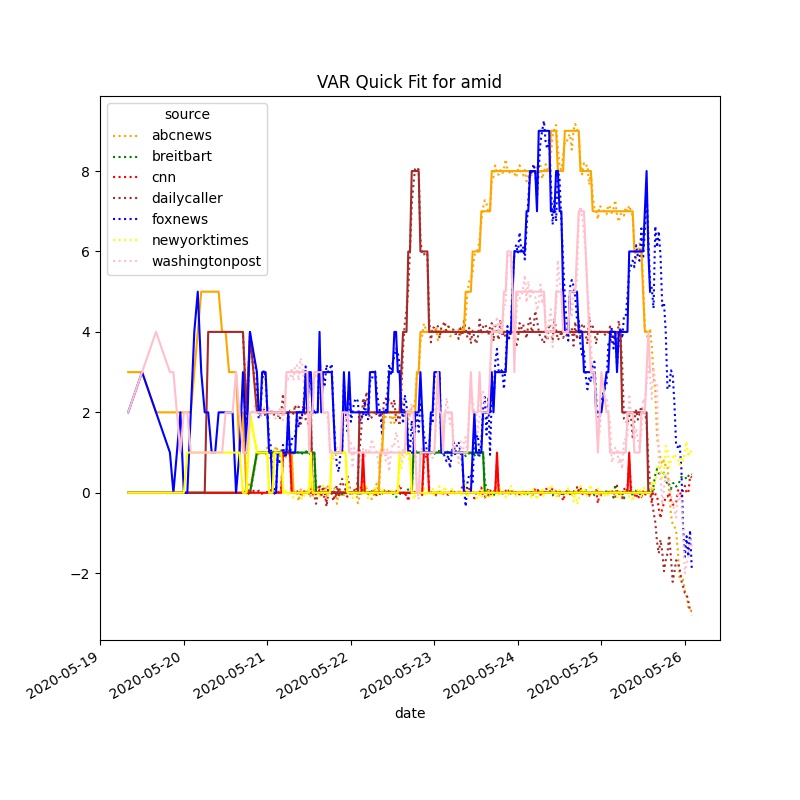 VAR Quick Fit for amid
source
abcnews
breitbart
cnn
dailycaller
foxnews
newyorktimes
washingtonpost
8
6
4
2
0
−2
2020-05-19
2020-05-20
2020-05-21
2020-05-22
2020-05-23
2020-05-24
2020-05-25
2020-05-26
date